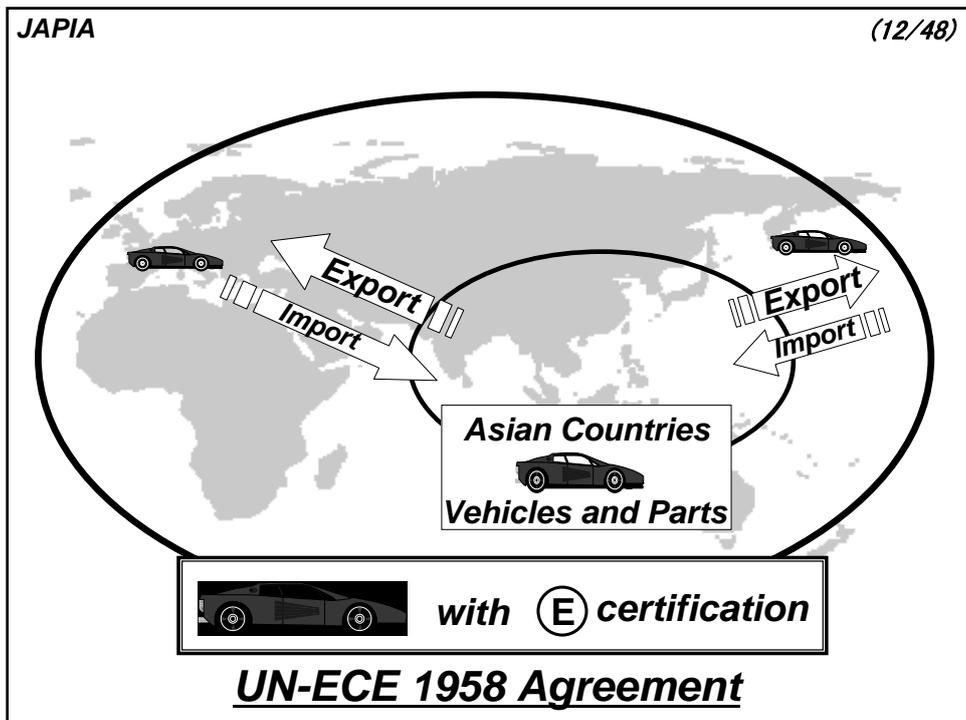 JAPIA
(12/48)
Export
Import
Export
Import
Asian Countries
Vehicles and Parts
with E certification
UN-ECE 1958 Agreement